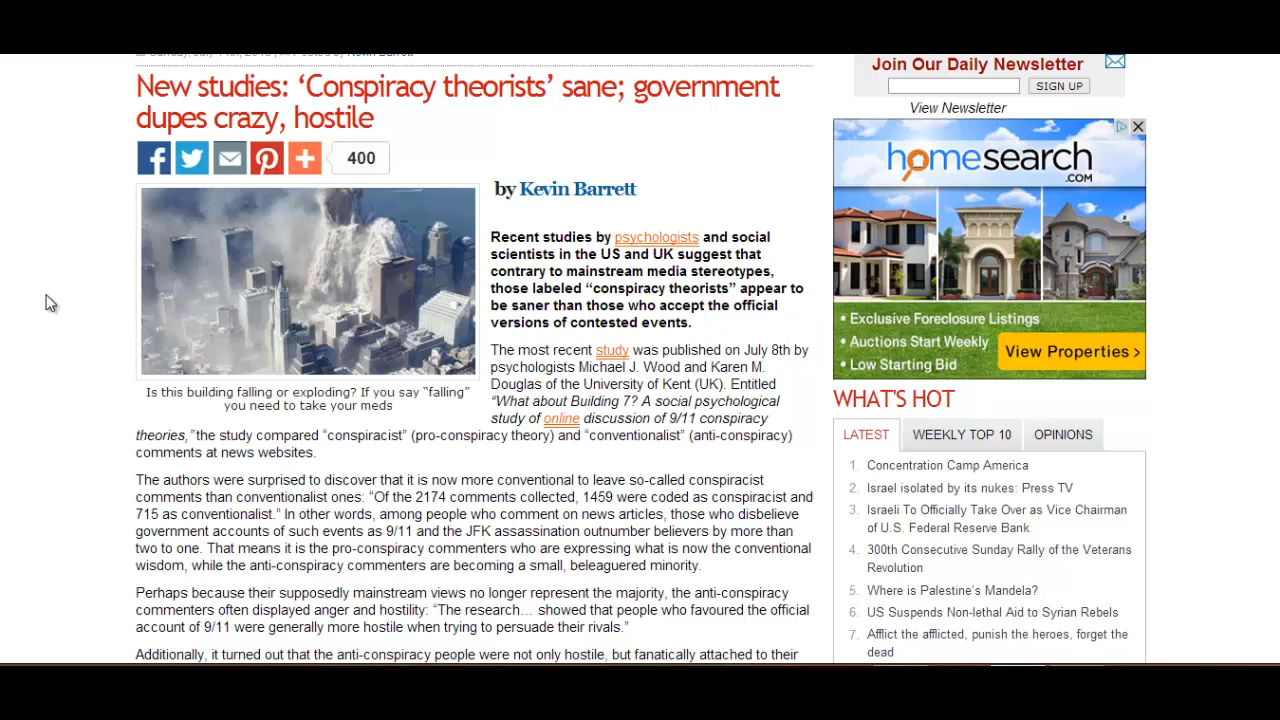 New studies: ‘Conspiracy theorists’ sane; government
dupes crazy, hostile
400
by Kevin Barrett
Recent studies by psychologists and social
scientists in the US and UK suggest that
contrary to mainstream media stereotypes,
those labeled “conspiracy theorists” appear to
be saner than those who accept the official
versions of contested events.
Is this building falling or exploding? If you say “falling”
you need to take your meds
The most recent study was published on July 8th by
psychologists Michael J. Wood and Karen M.
Douglas of the University of Kent (UK). Entitled
“What about Building 7? A social psychological
study of online discussion of 9/11 conspiracy
theories,” the study compared “conspiracist” (pro-conspiracy theory) and “conventionalist” (anti-conspiracy)
comments at news websites.
The authors were surprised to discover that it is now more conventional to leave so-called conspiracist
comments than conventionalist ones: “Of the 2174 comments collected, 1459 were coded as conspiracist and
715 as conventionalist.” In other words, among people who comment on news articles, those who disbelieve
government accounts of such events as 9/11 and the JFK assassination outnumber believers by more than
two to one. That means it is the pro-conspiracy commenters who are expressing what is now the conventional
wisdom, while the anti-conspiracy commenters are becoming a small, beleaguered minority.
Perhaps because their supposedly mainstream views no longer represent the majority, the anti-conspiracy
commenters often displayed anger and hostility: “The research… showed that people who favoured the official
account of 9/11 were generally more hostile when trying to persuade their rivals.”
Additionally, it turned out that the anti-conspiracy people were not only hostile, but fanatically attached to their
Join Our Daily Newsletter
SIGN UP
View Newsletter
homesearch
.COM
• Exclusive Foreclosure Listings
• Auctions Start Weekly
• Low Starting Bid
View Properties >
WHAT'S HOT
LATEST WEEKLY TOP 10 OPINIONS
1. Concentration Camp America
2. Israel isolated by its nukes: Press TV
3. Israeli To Officially Take Over as Vice Chairman
of U.S. Federal Reserve Bank
4. 300th Consecutive Sunday Rally of the Veterans
Revolution
5. Where is Palestine's Mandela?
6. US Suspends Non-lethal Aid to Syrian Rebels
7. Afflict the afflicted, punish the heroes, forget the
dead